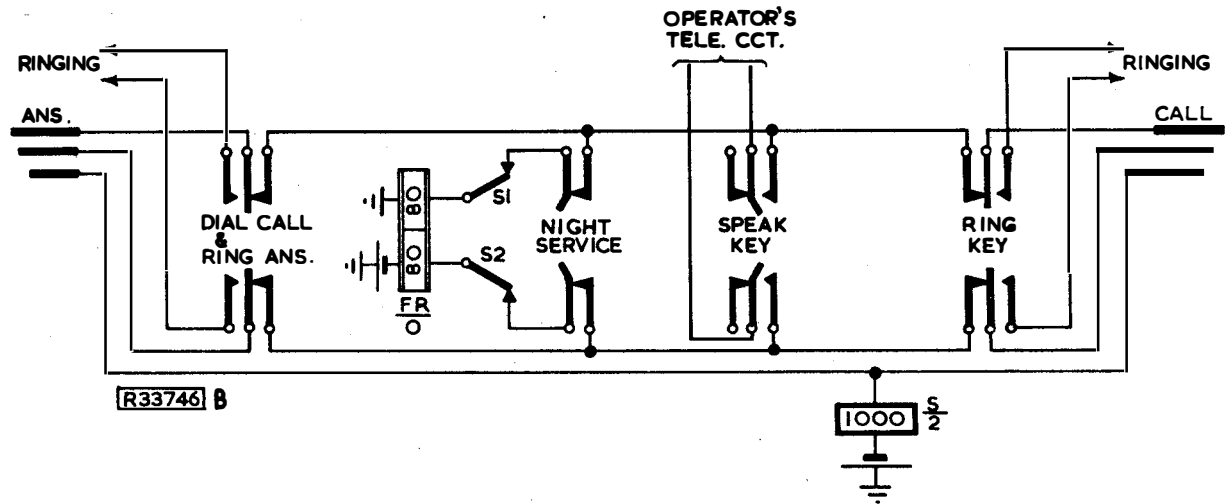 OPERATOR'S
TELE. CCT.
RINGING
RINGING
ANS.
CALL
S1
80
DIAL CALL
&
RING ANS.
NIGHT
SERVICE
SPEAK
KEY
RING
KEY
S2
80
FR
O
R33746 B
1000
S
2